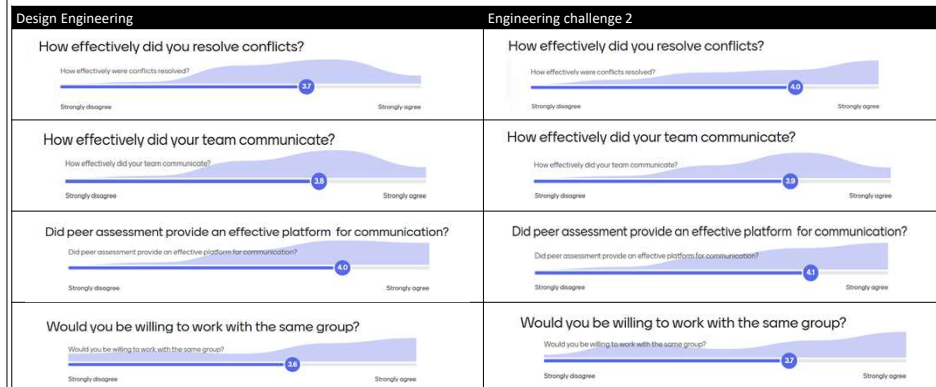 Design Engineering
Engineering challenge 2
How effectively did you resolve conflicts?
How effectively were conflicts resolved?
3.7
Strongly disagree
Strongly agree
How effectively did you resolve conflicts?
How effectively were conflicts resolved?
4.0
Strongly disagree
Strongly agree
How effectively did your team communicate?
How effectively did your team communicate?
3.8
Strongly disagree
Strongly agree
How effectively did your team communicate?
How effectively did your team communicate?
3.9
Strongly disagree
Strongly agree
Did peer assessment provide an effective platform for communication?
Did peer assessment provide an effective platform for communication?
4.0
Strongly disagree
Strongly agree
Did peer assessment provide an effective platform for communication?
Did peer assessment provide an effective platform for communication?
4.1
Strongly disagree
Strongly agree
Would you be willing to work with the same group?
Would you be willing to work with the same group?
3.6
Strongly disagree
Strongly agree
Would you be willing to work with the same group?
Would you be willing to work with the same group?
3.7
Strongly disagree
Strongly agree